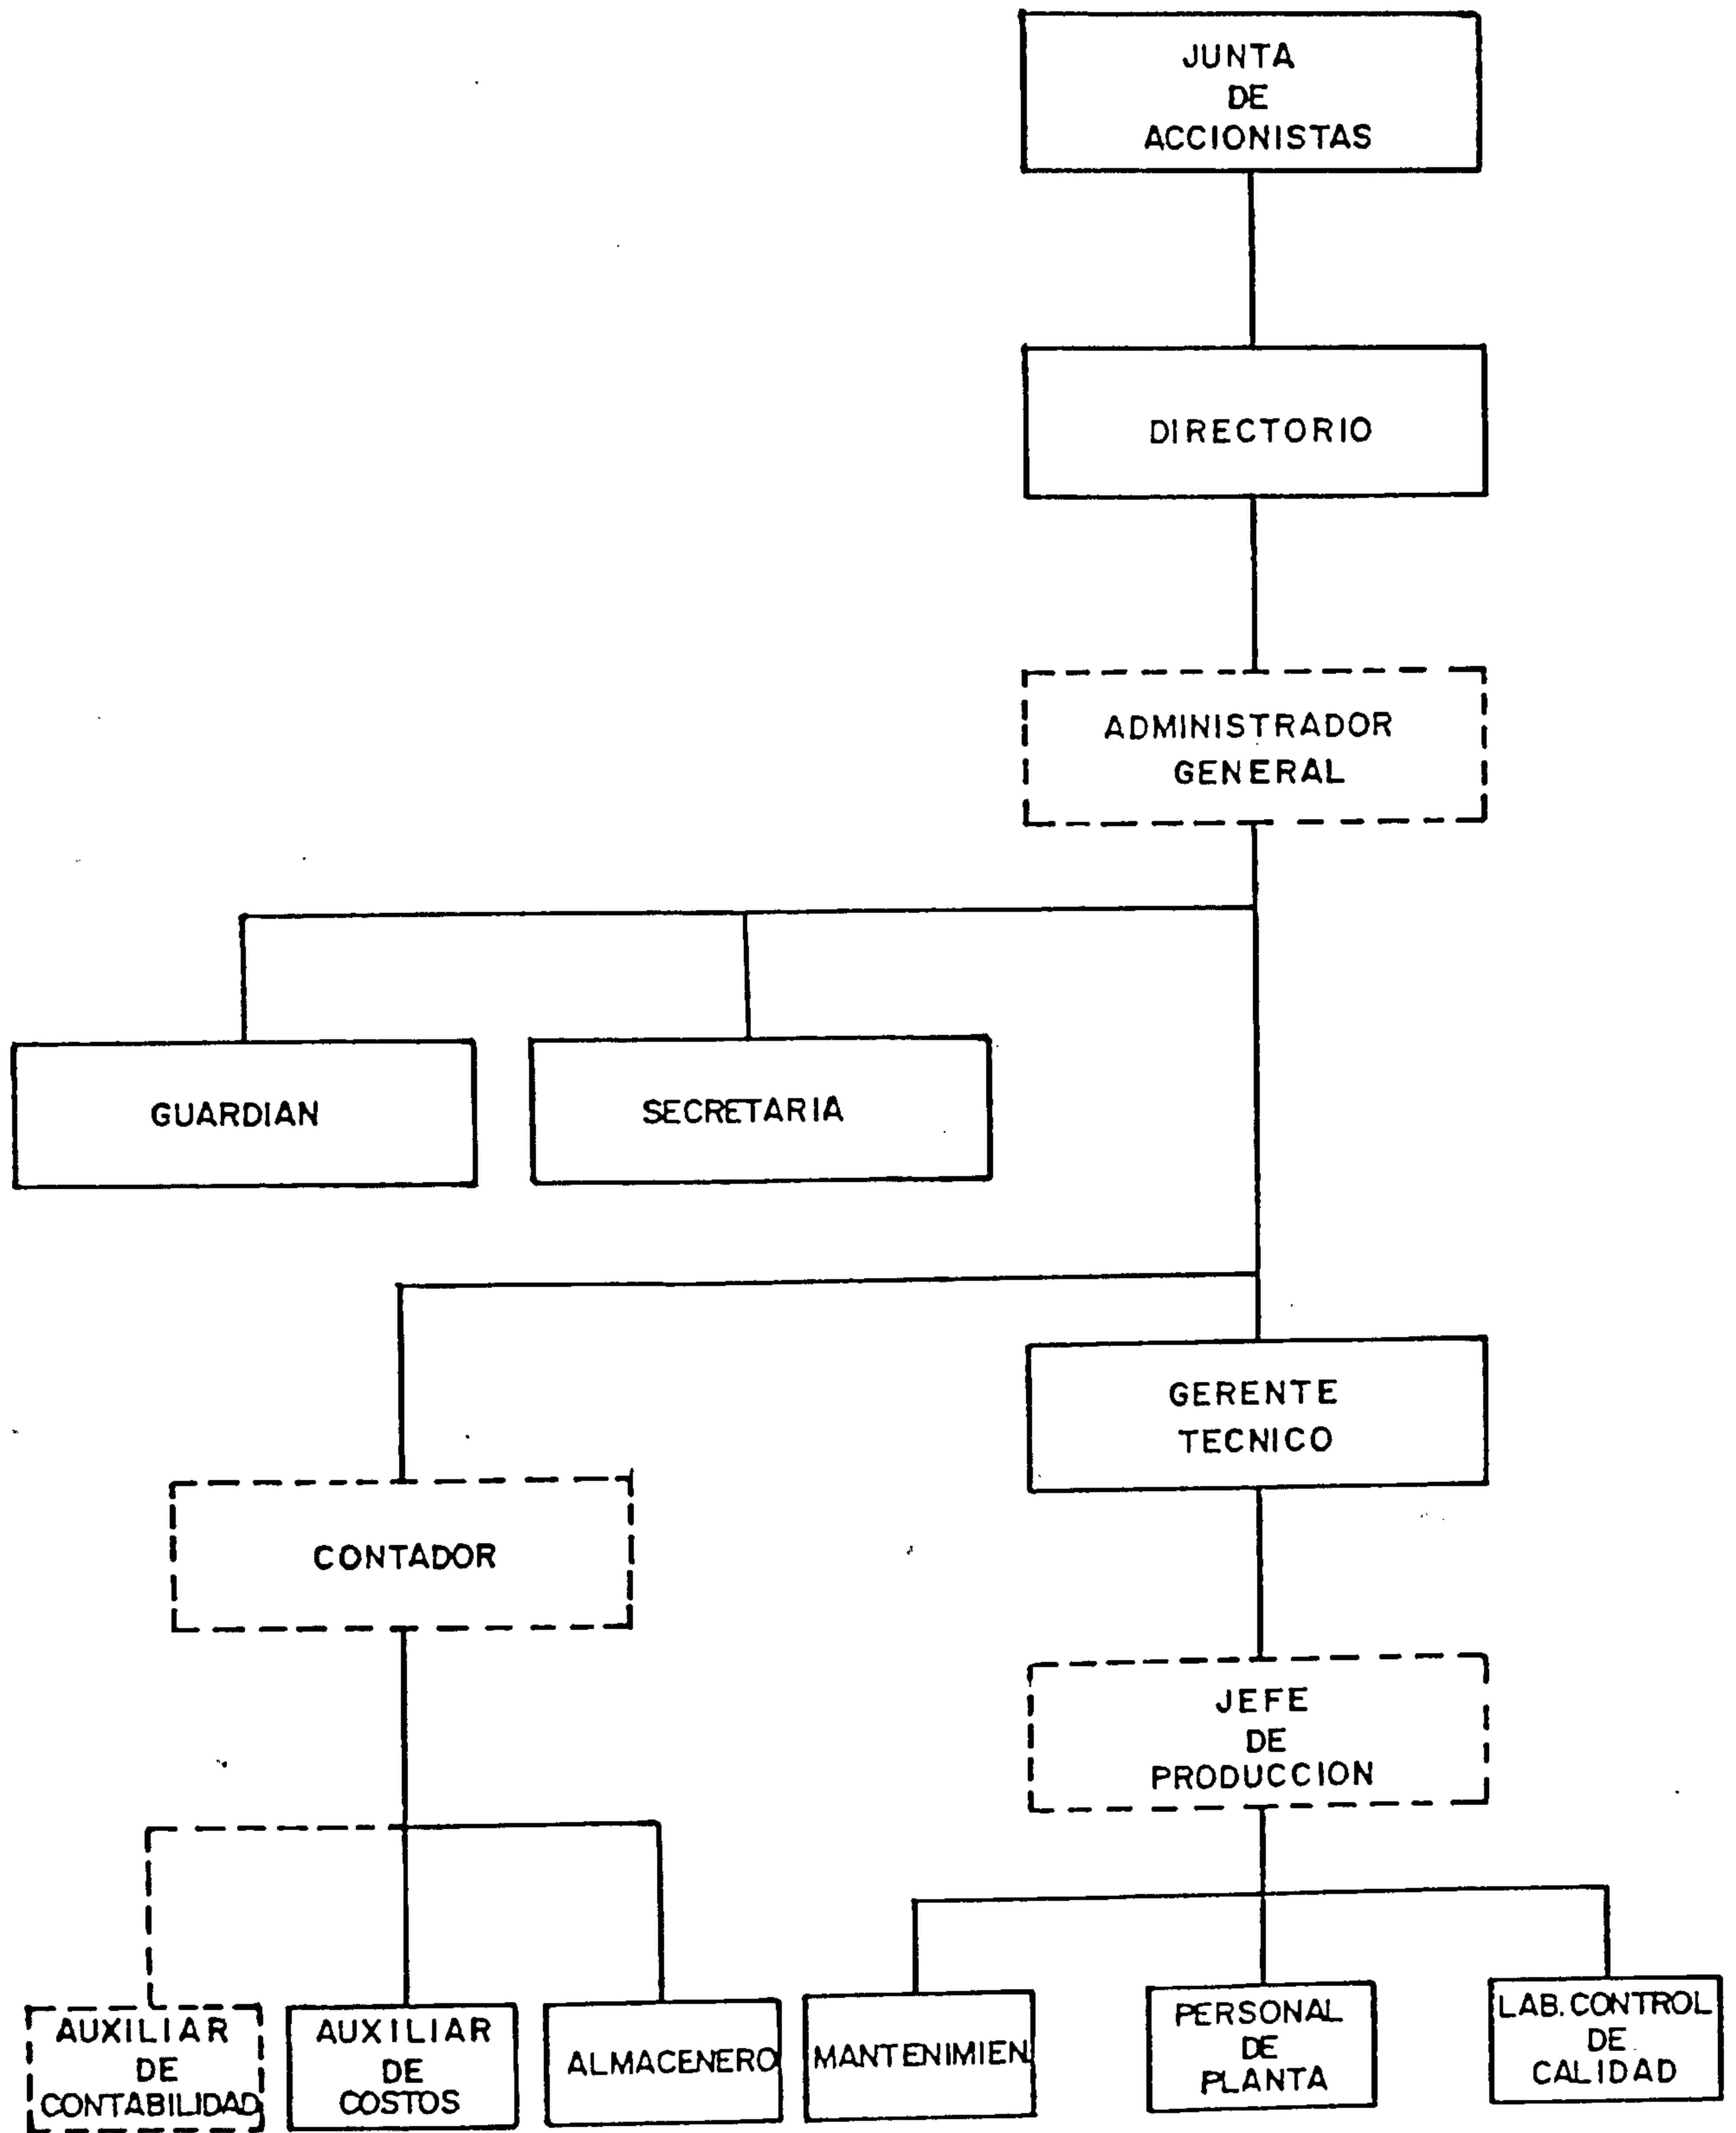 JUNTA
DE
ACCIONISTAS
DIRECTORIO
ADMINISTRADOR
GENERAL
GUARDIAN
SECRETARIA
GERENTE
TECNICO
CONTADOR
JEFE
DE
PRODUCCION
AUXILIAR
DE
CONTABILIDAD
AUXILIAR
DE
COSTOS
ALMACENERO
MANTENIMIEN.
PERSONAL
DE
PLANTA
LAB. CONTROL
DE
CALIDAD